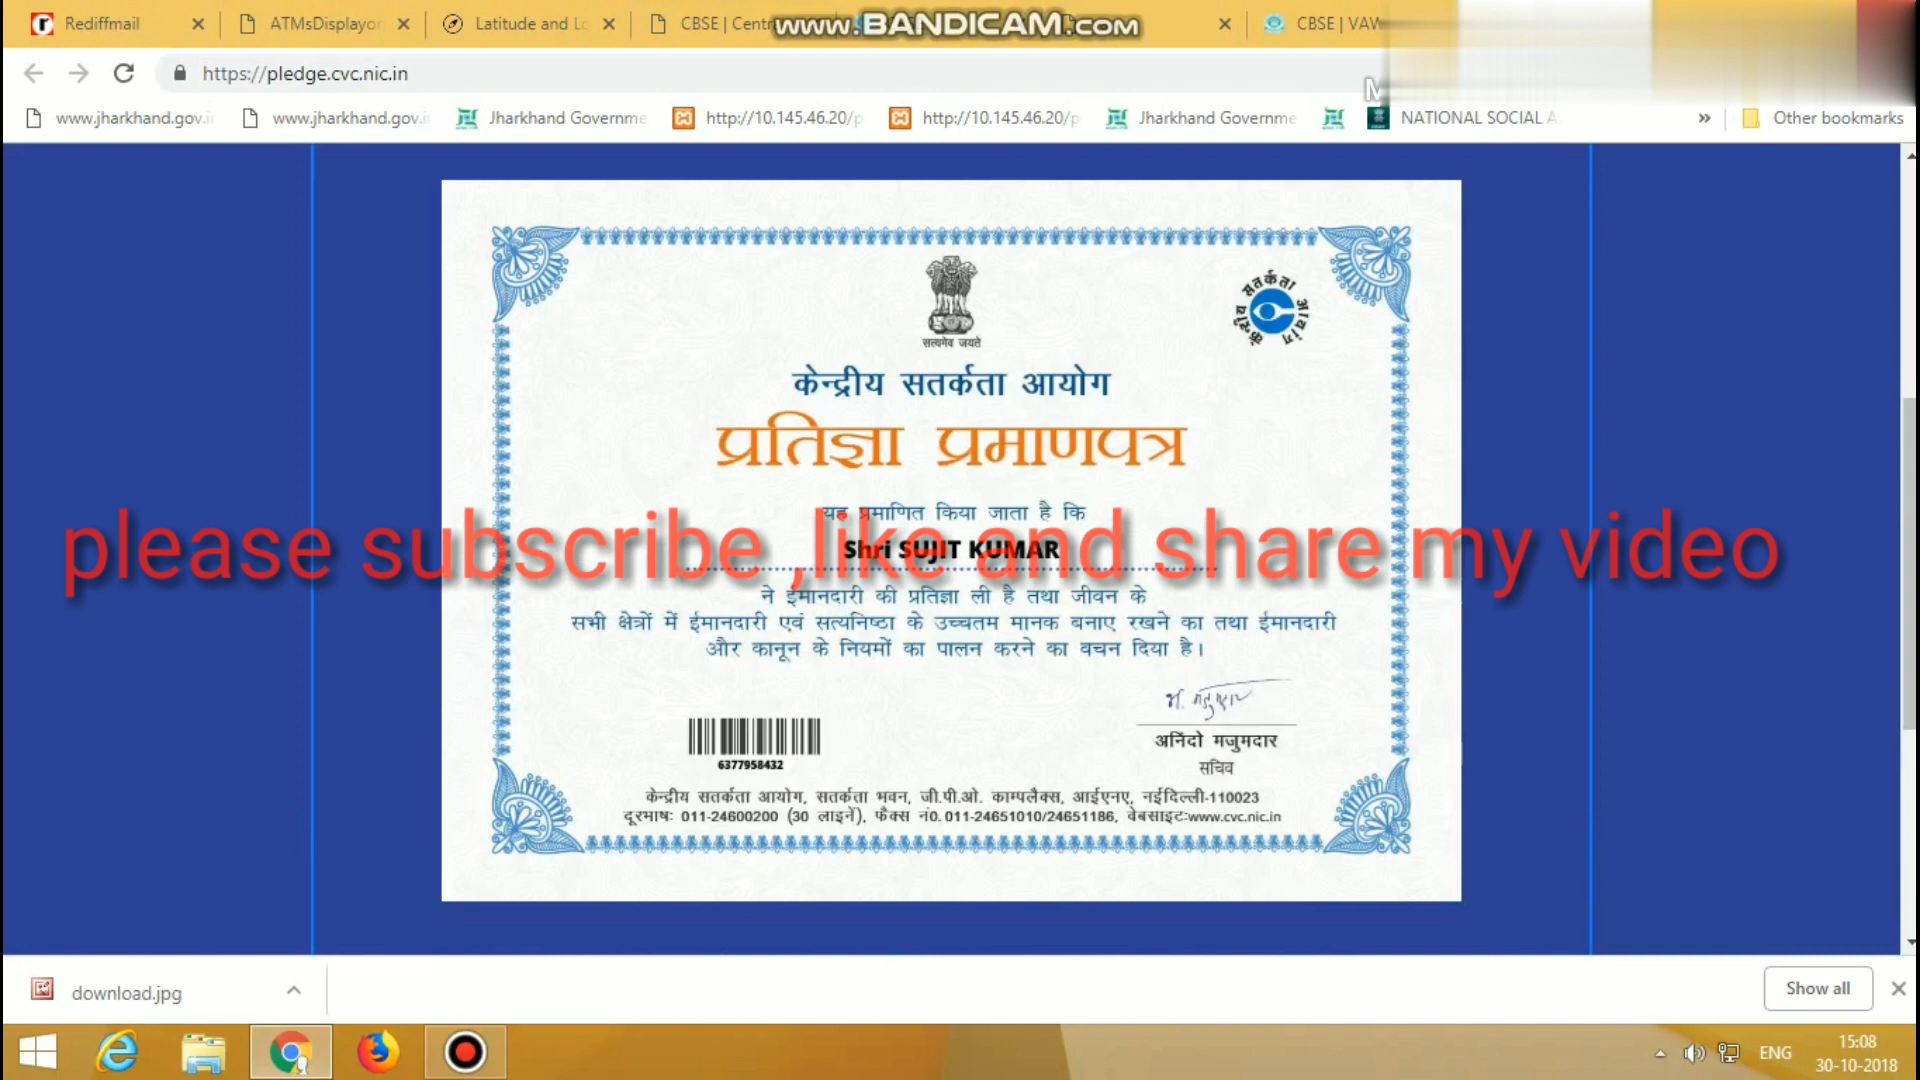 Rediffmail
ATMsDisplayon
Latitude and Lo
CBSE | Centr
www.BANDICAM.com
CBSE | VAW
https://pledge.cvc.nic.in
M
www.jharkhand.gov.i
www.jharkhand.gov.i
Jharkhand Governme
http://10.145.46.20/p
http://10.145.46.20/p
Jharkhand Governme
NATIONAL SOCIAL A
»
Other bookmarks
सत्यमेव जयते
केन्द्रीय सतर्कता आयोग
केन्द्रीय सतर्कता आयोग
प्रतिज्ञा प्रमाणपत्र
यह प्रमाणित किया जाता है कि
Shri SUJIT KUMAR
please subscribe ,like and share my video
ने ईमानदारी की प्रतिज्ञा ली है तथा जीवन के
सभी क्षेत्रों में ईमानदारी एवं सत्यनिष्ठा के उच्चतम मानक बनाए रखने का तथा ईमानदारी
और कानून के नियमों का पालन करने का वचन दिया है।
6377958432
अनिंदो मजुमदार
सचिव
केन्द्रीय सतर्कता आयोग, सतर्कता भवन, जी.पी.ओ. काम्पलैक्स, आईएनए, नईदिल्ली-110023
दूरभाषः 011-24600200 (30 लाइनें), फैक्स नं0. 011-24651010/24651186, वेबसाइटःwww.cvc.nic.in
download.jpg
Show all
ENG
15:08
30-10-2018